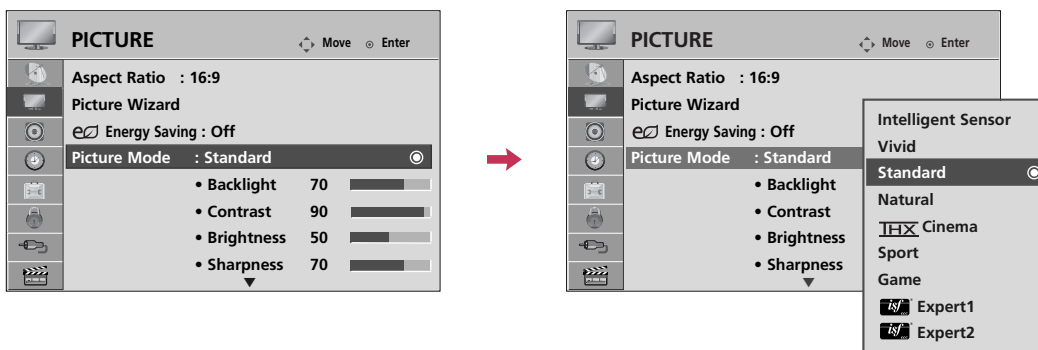 PICTURE
Move Enter
Aspect Ratio : 16:9
Picture Wizard
Energy Saving : Off
Picture Mode : Standard
• Backlight 70
• Contrast 90
• Brightness 50
• Sharpness 70
PICTURE
Move Enter
Aspect Ratio : 16:9
Picture Wizard
Energy Saving : Off
Picture Mode : Standard
• Backlight
• Contrast
• Brightness
• Sharpness
Intelligent Sensor
Vivid
Standard
Natural
THX Cinema
Sport
Game
isf Expert1
isf Expert2